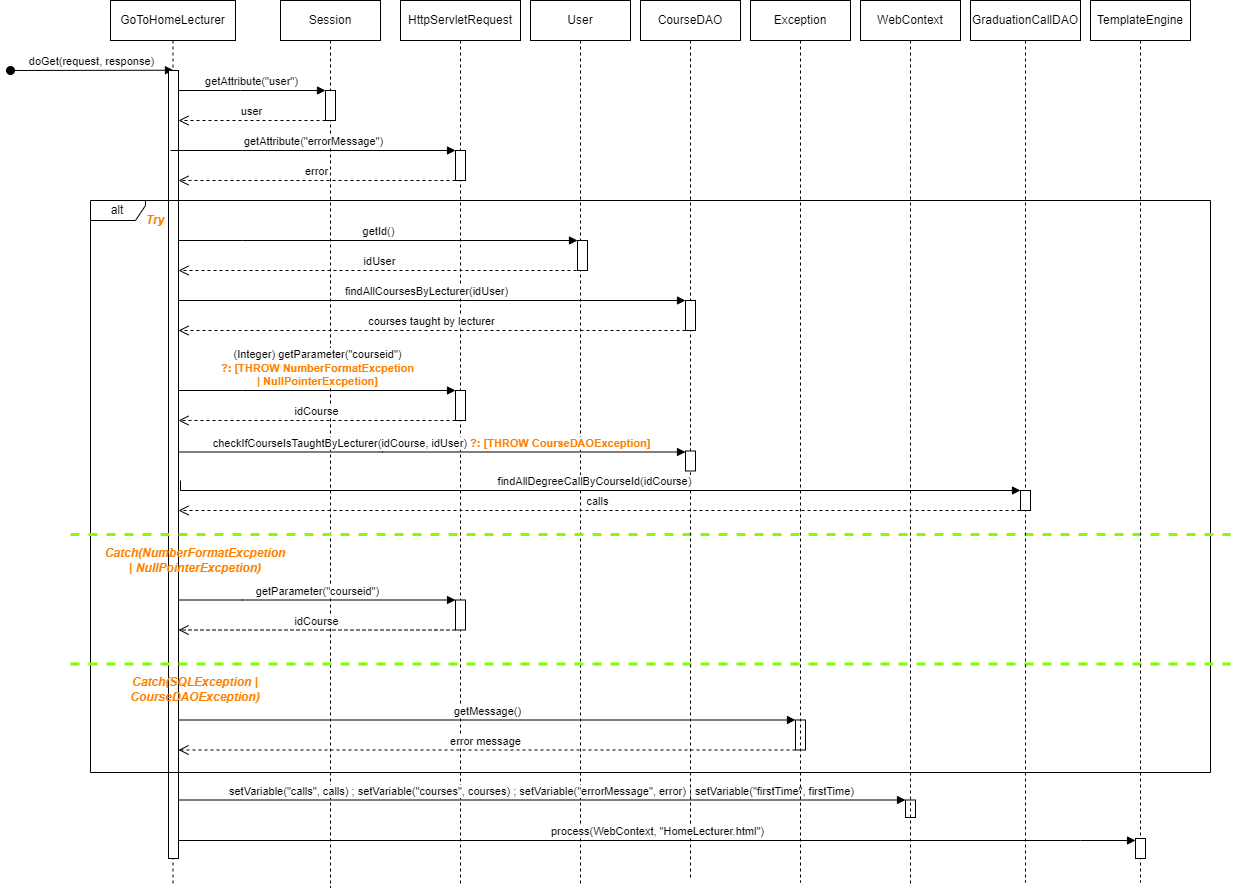 GoToHomeLecturer
Session
HttpServletRequest
User
CourseDAO
Exception
WebContext
GraduationCallDAO
TemplateEngine
doGet(request, response)
getAttribute("user")
user
getAttribute("errorMessage")
error
alt
Try
getId()
idUser
findAllCoursesByLecturer(idUser)
courses taught by lecturer
(Integer) getParameter("courseid")
?: [THROW NumberFormatExcpetion
| NullPointerExcpetion]
idCourse
checkIfCourseIsTaughtByLecturer(idCourse, idUser) ?: [THROW CourseDAOException]
findAllDegreeCallByCourseId(idCourse)
calls
Catch(NumberFormatExcpetion
| NullPointerExcpetion)
getParameter("courseid")
idCourse
Catch(SQLException |
CourseDAOException)
getMessage()
error message
setVariable("calls", calls) ; setVariable("courses", courses) ; setVariable("errorMessage", error) ; setVariable("firstTime", firstTime)
process(WebContext, "HomeLecturer.html")